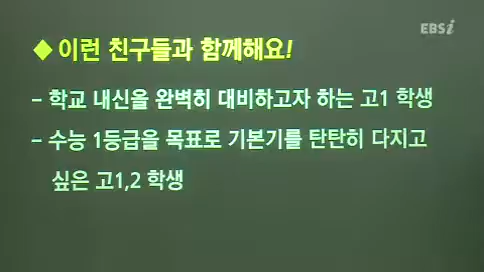 EBSi
◆ 이런 친구들과 함께해요!
- 학교 내신을 완벽히 대비하고자 하는 고1 학생
- 수능 1등급을 목표로 기본기를 탄탄히 다지고
싶은 고1,2 학생